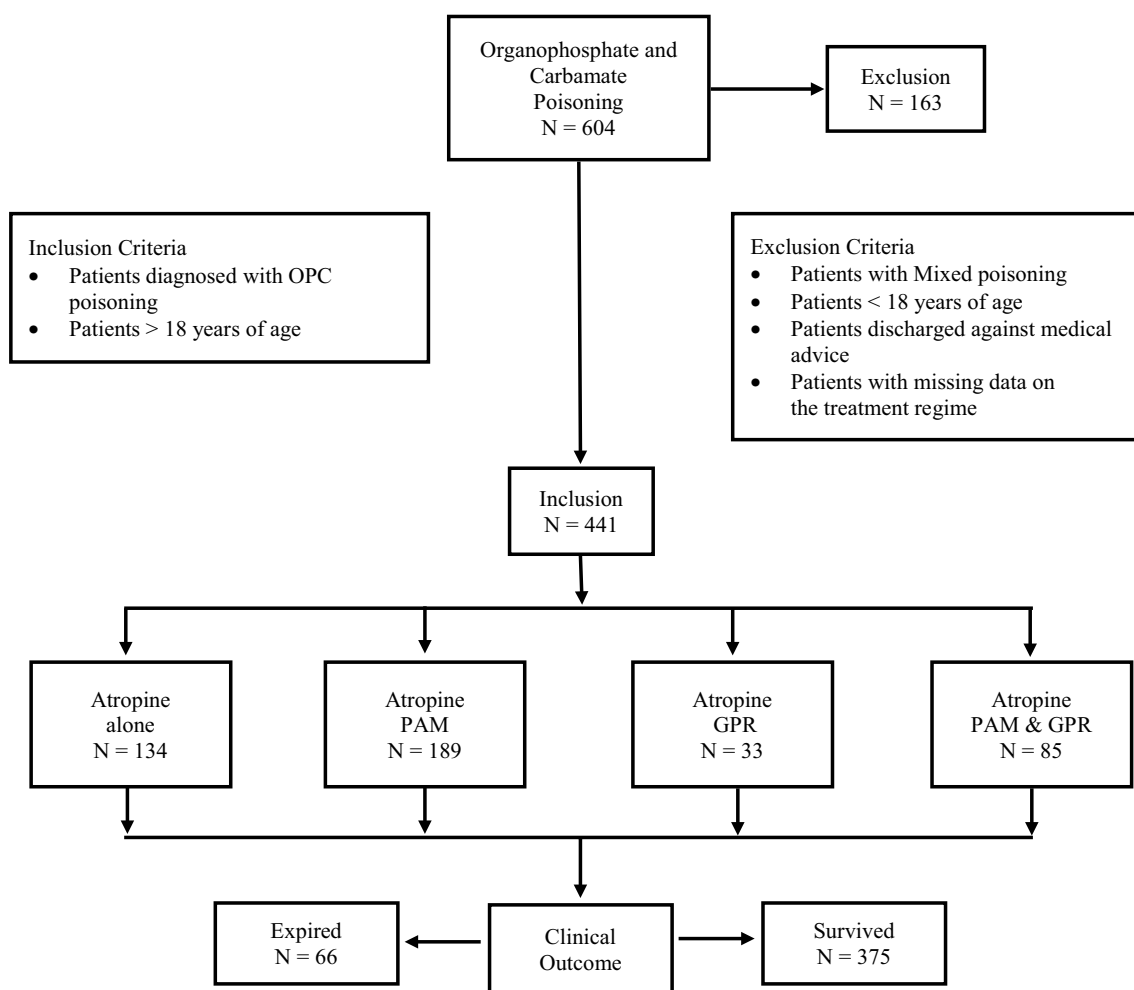 Organophosphate and
Carbamate
Poisoning
N = 604
Exclusion
N = 163
Inclusion Criteria
• Patients diagnosed with OPC
poisoning
• Patients > 18 years of age
Exclusion Criteria
• Patients with Mixed poisoning
• Patients < 18 years of age
• Patients discharged against medical
advice
• Patients with missing data on
the treatment regime
Inclusion
N = 441
Atropine
alone
N = 134
Atropine
PAM
N = 189
Atropine
GPR
N = 33
Atropine
PAM & GPR
N = 85
Expired
N = 66
Clinical
Outcome
Survived
N = 375